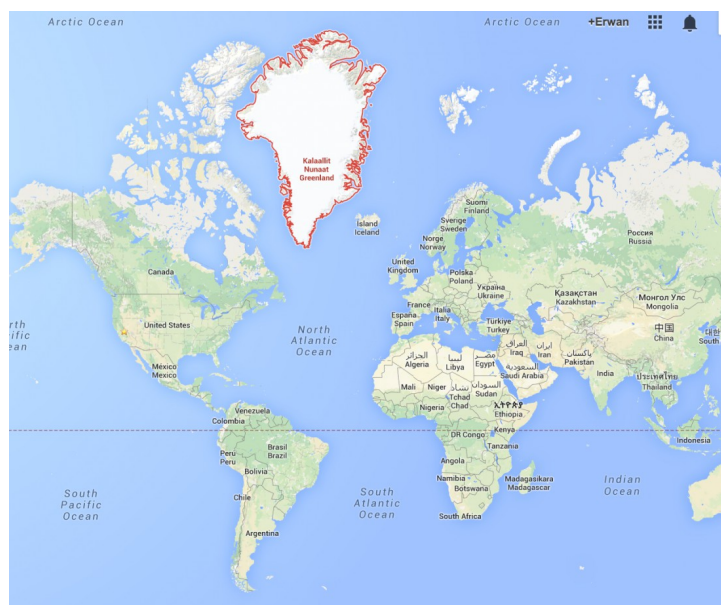 Arctic Ocean
Arctic Ocean
+Erwan
Kalaallit
Nunaat
Greenland
Ísland
Iceland
Suomi
Finland
Sverige
Sweden
Norge
Norway
Россия
Russia
United
Kingdom
Polska
Poland
Canada
Україна
Ukraine
Қазақстан
Kazakhstan
Монгол Улс
Mongolia
France
Italia
Italy
España
Spain
Türkiye
Turkey
United States
North
Atlantic
Ocean
中国
China
South
العراق
Iraq
ایران
Iran
پاکستان
Pakistan
الجزائر
Algeria
ليبيا
Libya
مصر
Egypt
السعودية
Saudi Arabia
México
Mexico
India
ประเทศไทย
Thailand
Mali
Niger
تشاد
Chad
Tchad
السودان
Sudan
Nigeria
ኢትዮጵያ
Ethiopia
Venezuela
Colombia
Kenya
DR Congo
Tanzania
Indonesia
Perú
Peru
Brasil
Brazil
Bolivia
Angola
Namibia
Botswana
Madagasikara
Madagascar
South
Pacific
Ocean
Chile
South
Atlantic
Ocean
Indian
Ocean
South Africa
Argentina